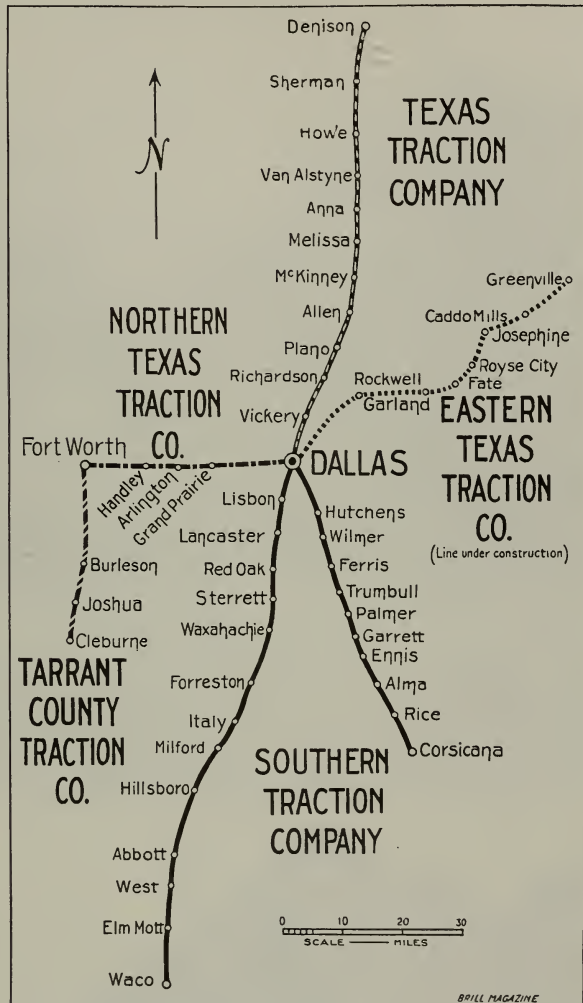 Denison
Sherman
Howe
Van Alstyne
Anna
Melissa
McKinney
Allen
Plano
Richardson
Vickery
N
TEXAS
TRACTION
COMPANY
Greenville
Caddo Mills
Josephine
Royse City
Fate
Rockwell
Garland
NORTHERN
TEXAS
TRACTION
CO.
EASTERN
TEXAS
TRACTION
CO.
(Line under construction)
Fort Worth
Handley
Arlington
Grand Prairie
DALLAS
Lisbon
Lancaster
Red Oak
Sterrett
Waxahachie
Forreston
Italy
Milford
Hillsboro
Abbott
West
Elm Mott
Waco
Hutchens
Wilmer
Ferris
Trumbull
Palmer
Garrett
Ennis
Alma
Rice
Corsicana
Burleson
Joshua
Cleburne
TARRANT
COUNTY
TRACTION
CO.
SOUTHERN
TRACTION
COMPANY
0 10 20 30
SCALE — MILES
BRILL MAGAZINE